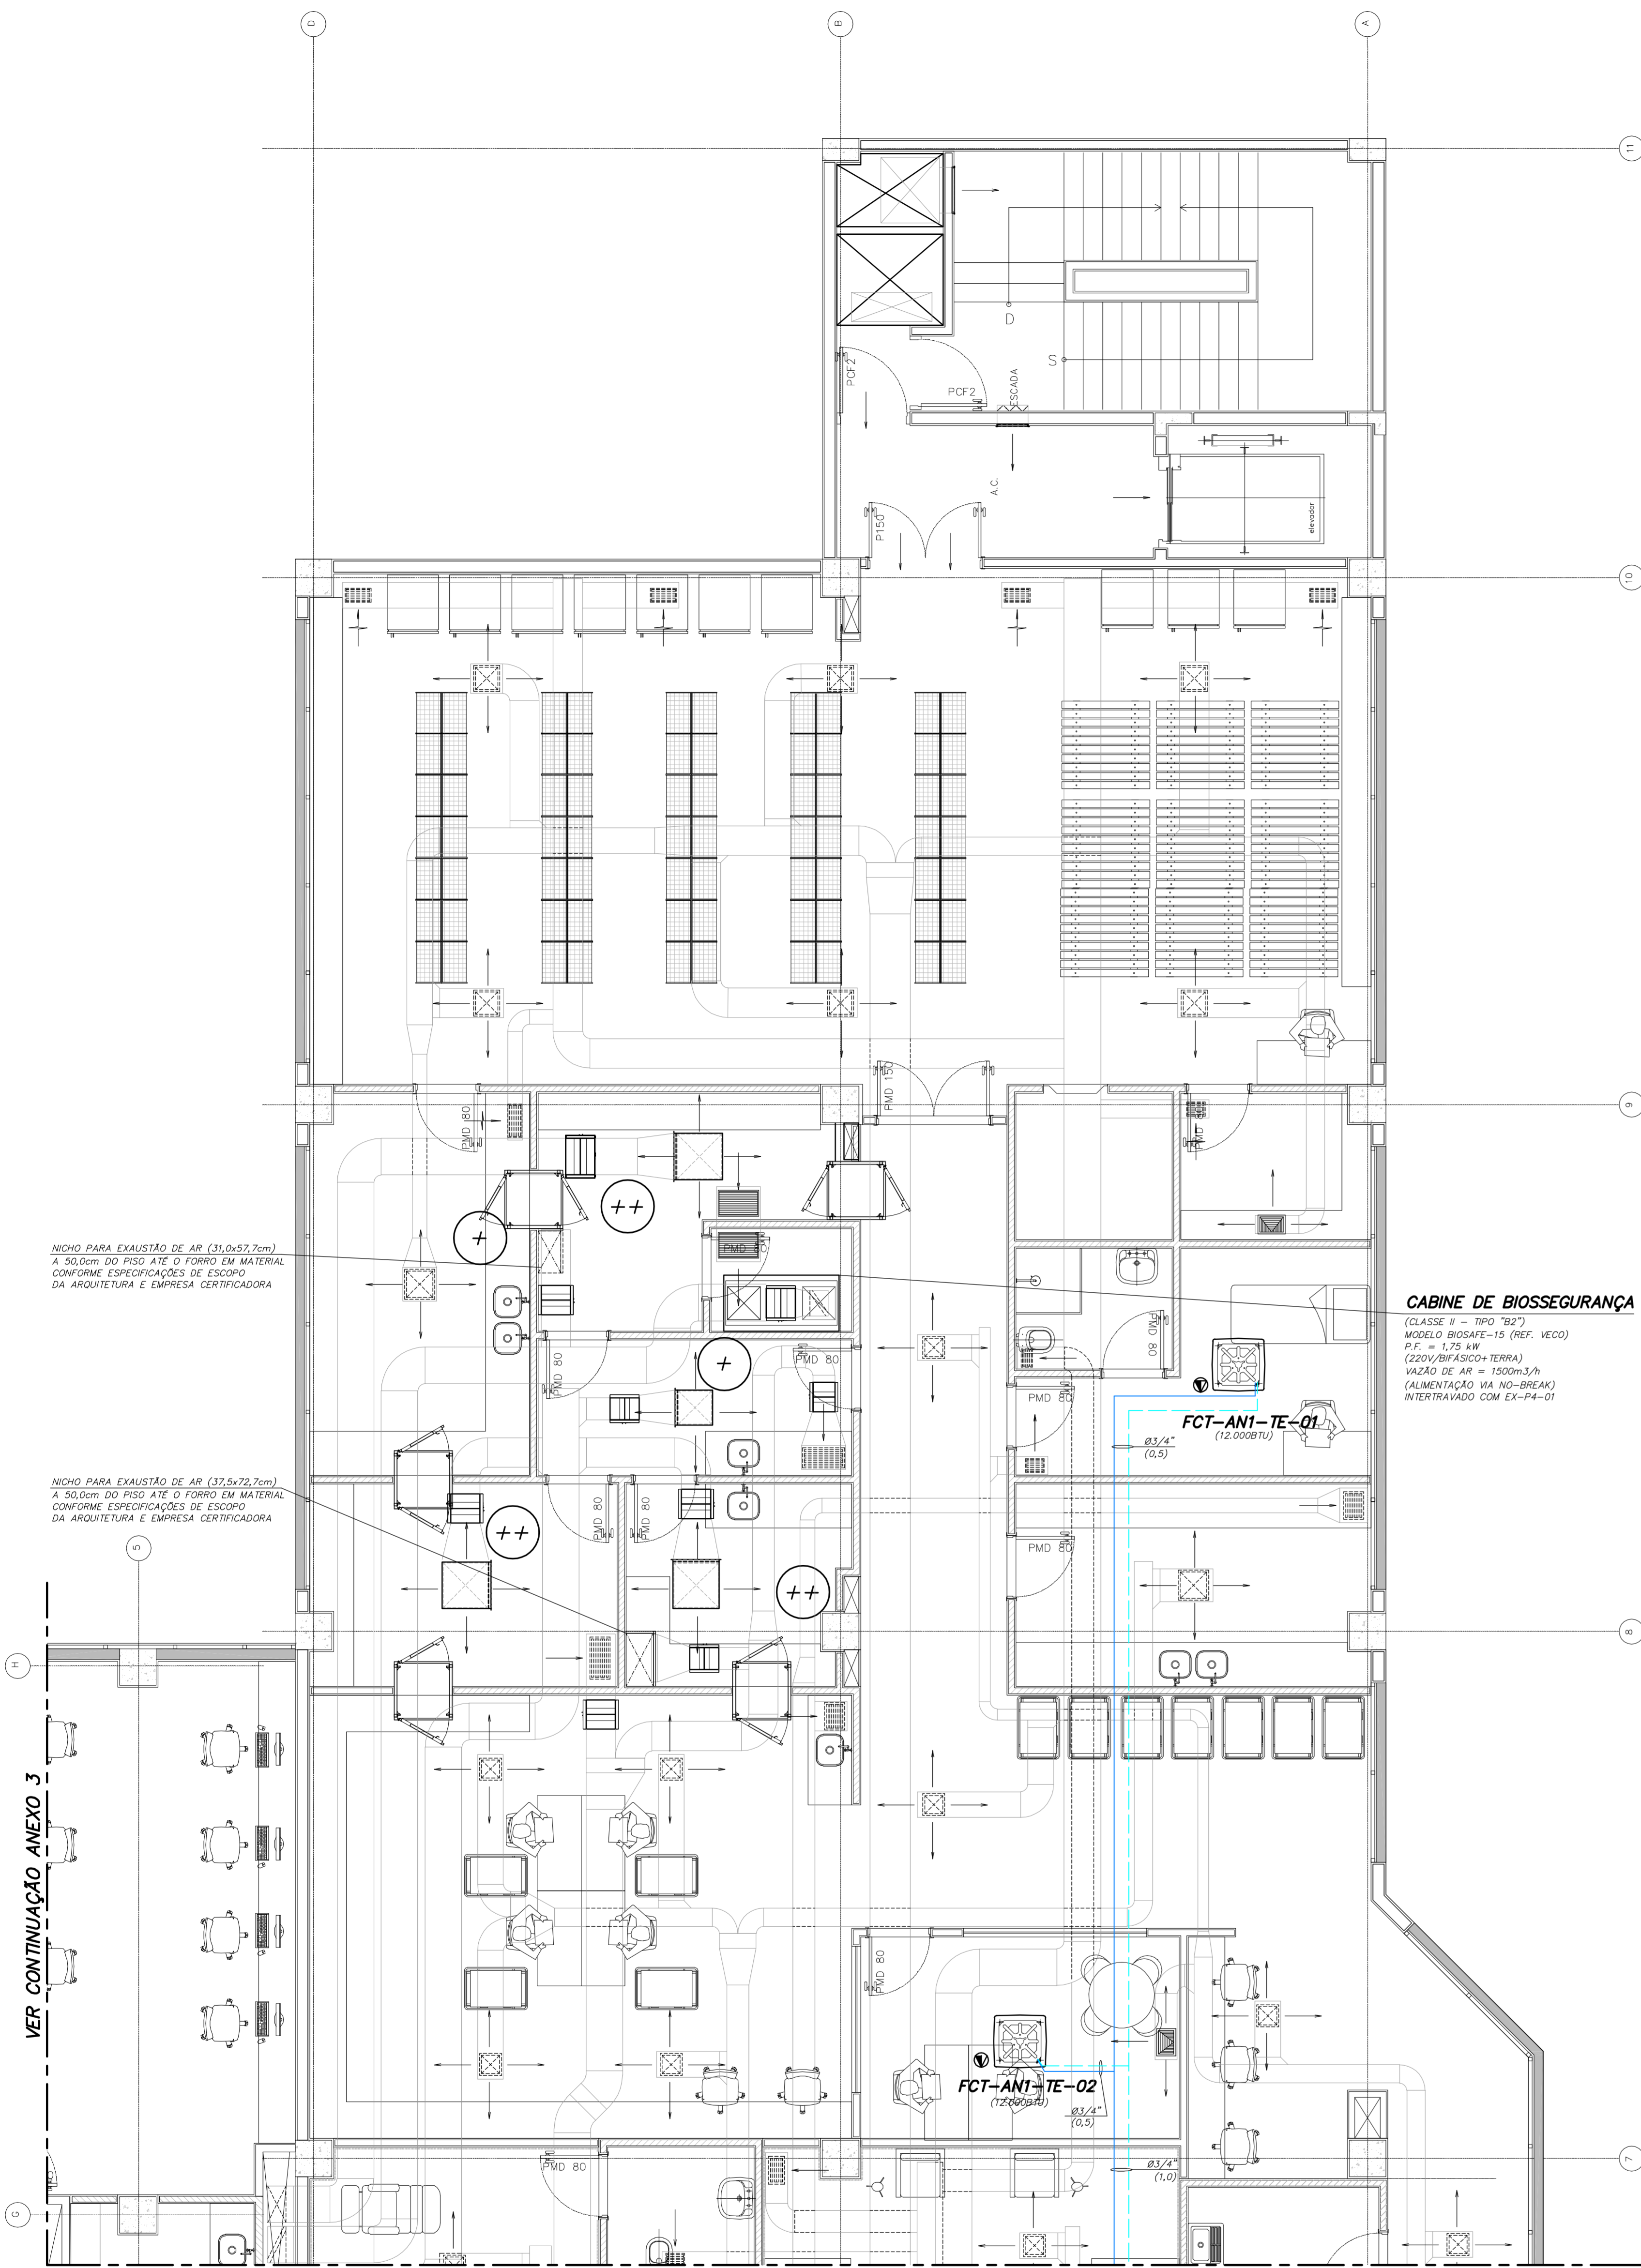 D
B
A
11
PCF2
PCF2
D
S
ESCADA
A.C.
P150
elevador
10
PMD 80
PMD 150
PMD 80
9
++
+
PMD 80
NICHO PARA EXAUSTÃO DE AR (31,0x57,7cm)
A 50,0cm DO PISO ATÉ O FORRO EM MATERIAL
CONFORME ESPECIFICAÇÕES DE ESCOPO
DA ARQUITETURA E EMPRESA CERTIFICADORA
CABINE DE BIOSSEGURANÇA
(CLASSE II - TIPO "B2")
MODELO BIOSAFE-15 (REF. VECO)
P.F. = 1,75 kW
(220V/BIFÁSICO+TERRA)
VAZÃO DE AR = 1500m3/h
(ALIMENTAÇÃO VIA NO-BREAK)
INTERTRAVADO COM EX-P4-01
PMD 80
+
PMD 80
PMD 80
PMD 80
FCT-AN1-TE-01
(12.000BTU)
Ø3/4"
(0,5)
NICHO PARA EXAUSTÃO DE AR (37,5x72,7cm)
A 50,0cm DO PISO ATÉ O FORRO EM MATERIAL
CONFORME ESPECIFICAÇÕES DE ESCOPO
DA ARQUITETURA E EMPRESA CERTIFICADORA
PMD 80
PMD 80
++
PMD 80
5
++
8
H
VER CONTINUAÇÃO ANEXO 3
PMD 80
FCT-AN1-TE-02
(12.000BTU)
Ø3/4"
(0,5)
7
PMD 80
Ø3/4"
(1,0)
G